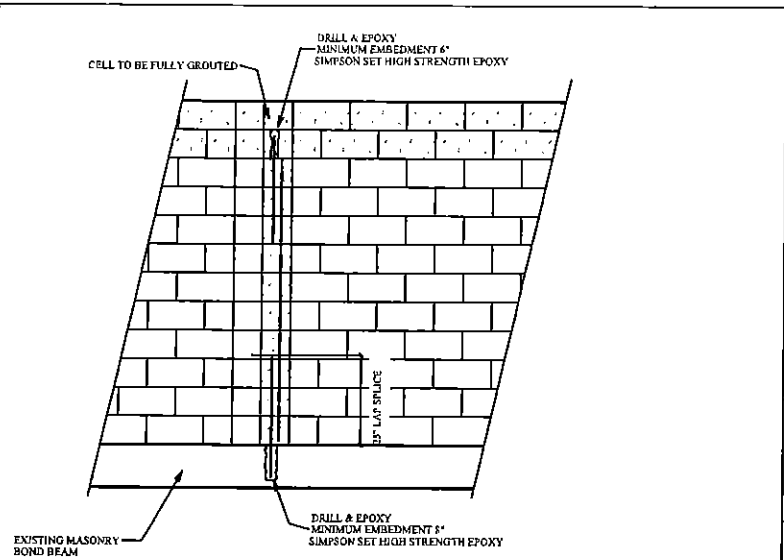 DRILL & EPOXY
MINIMUM EMBEDMENT 6"
SIMPSON SET HIGH STRENGTH EPOXY
CELL TO BE FULLY GROUTED
LAP SPLICE
DRILL & EPOXY
MINIMUM EMBEDMENT
SIMPSON SET HIGH STRENGTH EPOXY
EXISTING MASONRY
BOND BEAM